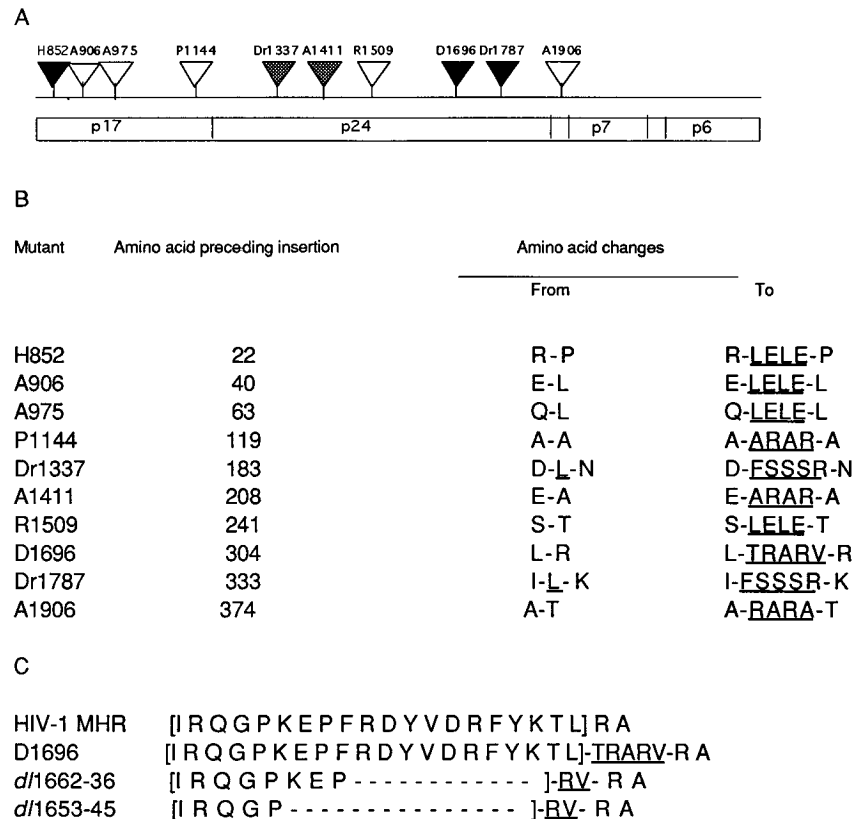 A
H852 A906 A975 P1144 Dr1337 A1411 R1509 D1696 Dr1787 A1906
p17 p24 p7 p6
B
Mutant Amino acid preceding insertion Amino acid changes
From To
H852 22 R-P R-LELE-P
A906 40 E-L E-LELE-L
A975 63 Q-L Q-LELE-L
P1144 119 A-A A-ARAR-A
Dr1337 183 D-L-N D-FSSSR-N
A1411 208 E-A E-ARAR-A
R1509 241 S-T S-LELE-T
D1696 304 L-R L-TRARV-R
Dr1787 333 I-L-K I-FSSSR-K
A1906 374 A-T A-RARA-T
C
HIV-1 MHR [I R Q G P K E P F R D Y V D R F Y K T L] R A
D1696 [I R Q G P K E P F R D Y V D R F Y K T L]-TRARV-R A
dl1662-36 [I R Q G P K E P - - - - - - - - - - - - ]-RV- R A
dl1653-45 [I R Q G P - - - - - - - - - - - - - - - ]-RV- R A